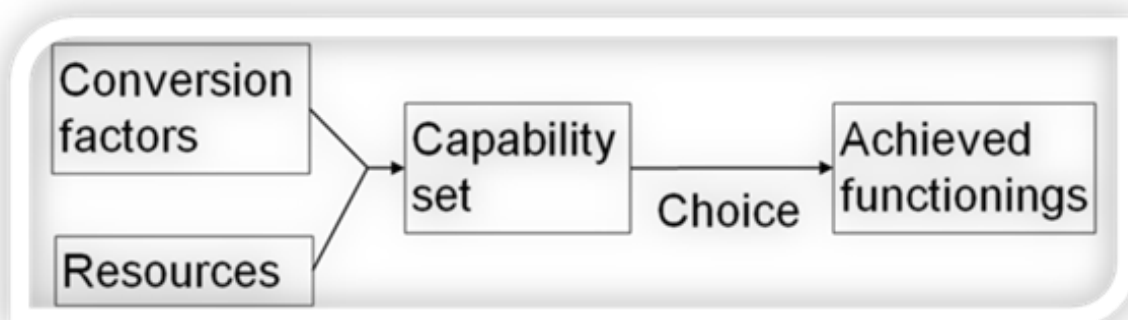 Conversion
factors
Resources
Capability
set
Choice
Achieved
functionings